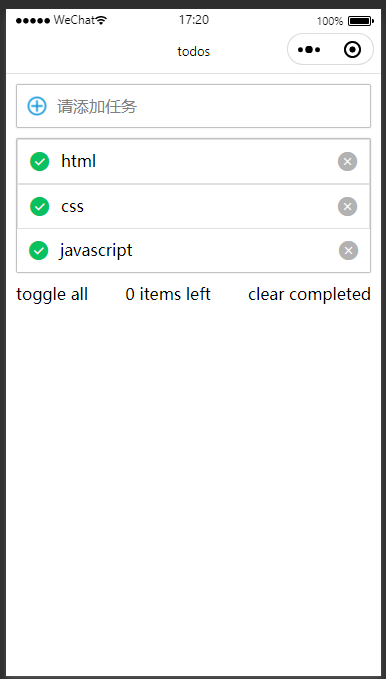 WeChat 17:20 100%
todos
请添加任务
html
css
javascript
toggle all 0 items left clear completed